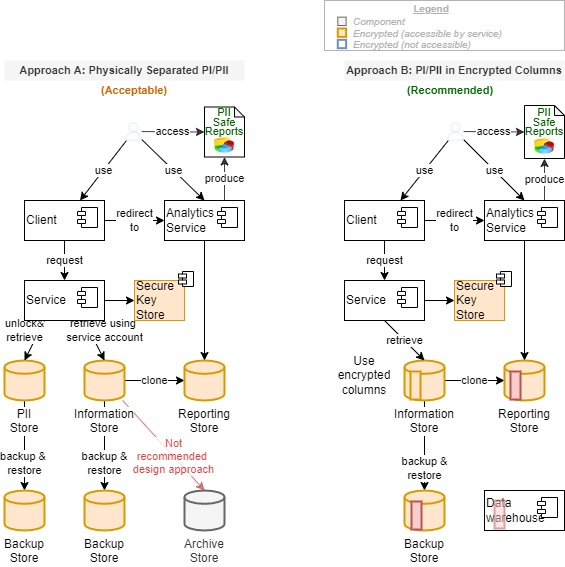 Legend
Component
Encrypted (accessible by service)
Encrypted (not accessible)
Approach A: Physically Separated PI/PII
(Acceptable)
PII
Safe
Reports
access
use
use
produce
Client
redirect
to
Analytics
Service
request
Service
Secure
Key
Store
unlock&
retrieve
retrieve using
service account
clone
PII
Store
Information
Store
Reporting
Store
Not
recommended
design approach
backup &
restore
backup &
restore
Backup
Store
Backup
Store
Archive
Store
Approach B: PI/PII in Encrypted Columns
(Recommended)
PII
Safe
Reports
access
use
use
produce
Client
redirect
to
Analytics
Service
request
Service
Secure
Key
Store
retrieve
Use
encrypted
columns
clone
Information
Store
Reporting
Store
backup &
restore
Backup
Store
Data
warehouse